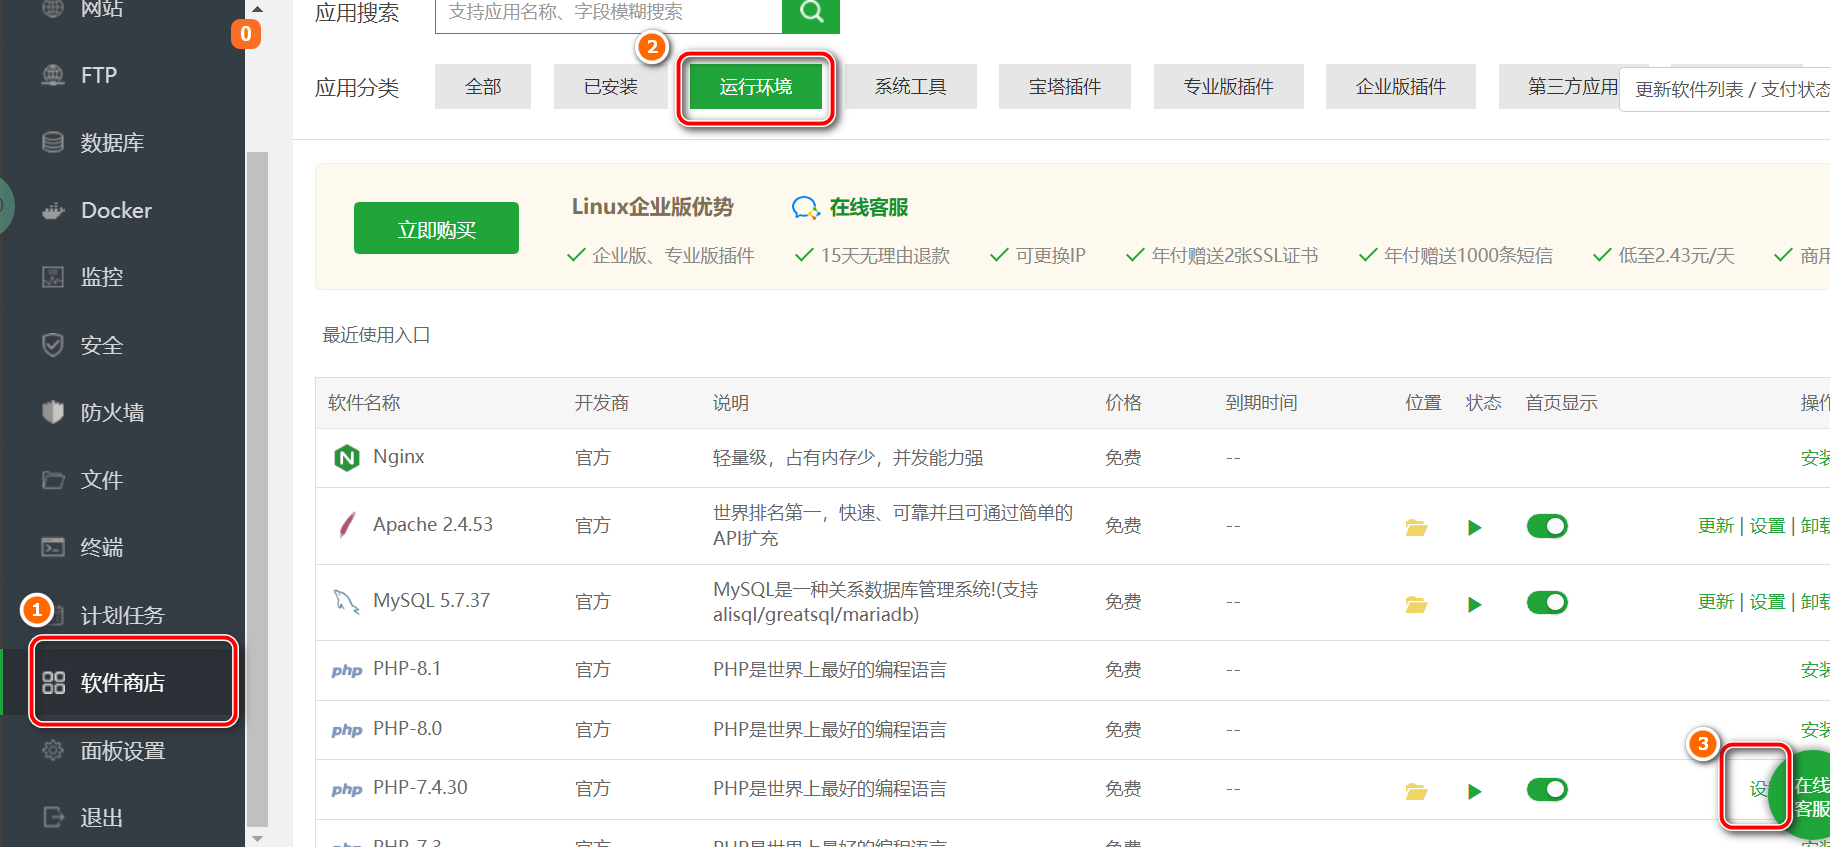 网站
0
FTP
数据库
Docker
监控
安全
防火墙
文件
终端
1
计划任务
软件商店
面板设置
退出
应用搜索 支持应用名称、字段模糊搜索
2
应用分类 全部 已安装 运行环境 系统工具 宝塔插件 专业版插件 企业版插件 第三方应用
更新软件列表 / 支付状态
立即购买
Linux企业版优势 在线客服
企业版、专业版插件 15天无理由退款 可更换IP 年付赠送2张SSL证书 年付赠送1000条短信 低至2.43元/天 商用
最近使用入口
软件名称 开发商 说明 价格 到期时间 位置 状态 首页显示 操作
Nginx 官方 轻量级，占有内存少，并发能力强 免费 -- 安装
Apache 2.4.53 官方 世界排名第一，快速、可靠并且可通过简单的
API扩充 免费 -- 更新 | 设置 | 卸载
MySQL 5.7.37 官方 MySQL是一种关系数据库管理系统!(支持
alisql/greatsql/mariadb) 免费 -- 更新 | 设置 | 卸载
php PHP-8.1 官方 PHP是世界上最好的编程语言 免费 -- 安装
php PHP-8.0 官方 PHP是世界上最好的编程语言 免费 -- 安装
3
php PHP-7.4.30 官方 PHP是世界上最好的编程语言 免费 -- 设
在线
客服
php PHP-7.3 官方 PHP是世界上最好的编程语言 免费